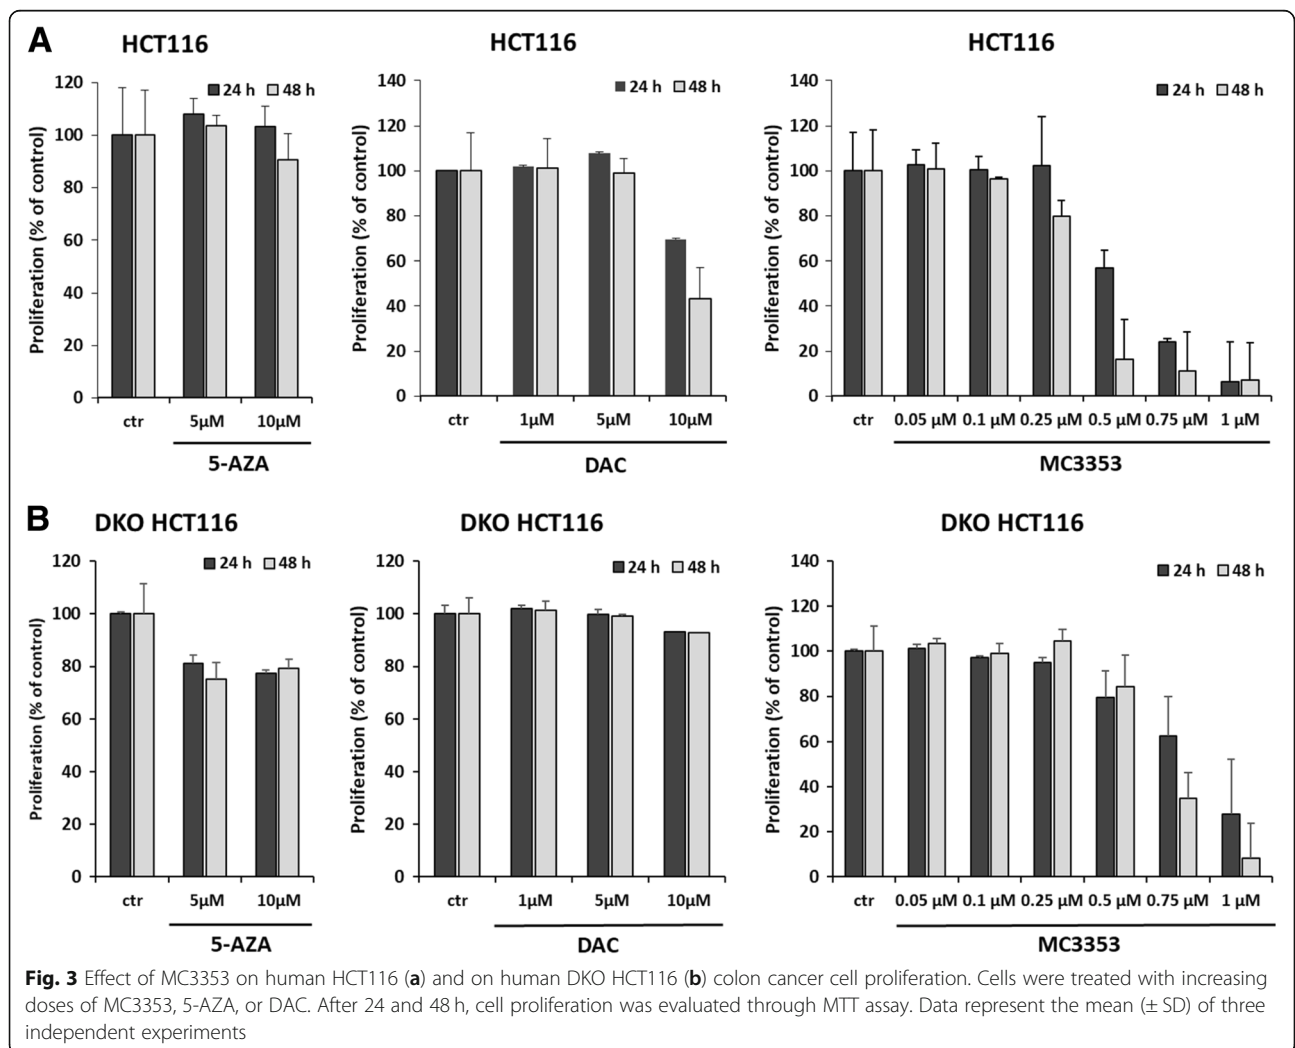 A
HCT116
24 h 48 h
Proliferation (% of control)
120
100
80
60
40
20
0
ctr 5µM 10µM
5-AZA
HCT116
24 h 48 h
Proliferation (% of control)
140
120
100
80
60
40
20
0
ctr 1µM 5µM 10µM
DAC
HCT116
24 h 48 h
Proliferation (% of control)
140
120
100
80
60
40
20
0
ctr 0.05 µM 0.1 µM 0.25 µM 0.5 µM 0.75 µM 1 µM
MC3353
B
DKO HCT116
24 h 48 h
Proliferation (% of control)
120
100
80
60
40
20
0
ctr 5µM 10µM
5-AZA
DKO HCT116
24 h 48 h
Proliferation (% of control)
120
100
80
60
40
20
0
ctr 1µM 5µM 10µM
DAC
DKO HCT116
24 h 48 h
Proliferation (% of control)
140
120
100
80
60
40
20
0
ctr 0.05 µM 0.1 µM 0.25 µM 0.5 µM 0.75 µM 1 µM
MC3353
Fig. 3 Effect of MC3353 on human HCT116 (a) and on human DKO HCT116 (b) colon cancer cell proliferation. Cells were treated with increasing
doses of MC3353, 5-AZA, or DAC. After 24 and 48 h, cell proliferation was evaluated through MTT assay. Data represent the mean (± SD) of three
independent experiments